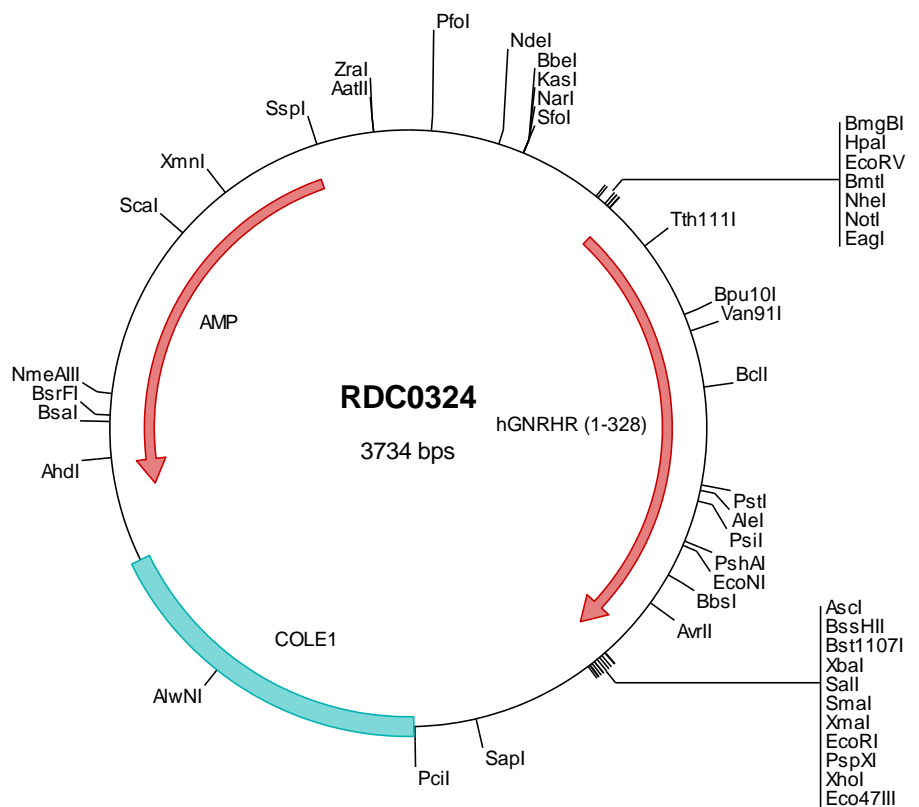 PfoI
NdeI
BbeI
KasI
NarI
SfoI
ZraI
AatII
SspI
XmnI
ScaI
BmgBI
HpaI
EcoRV
BmtI
NheI
NotI
EagI
Tth111I
Bpu10I
Van91I
BclI
AMP
NmeAIII
BsrFI
BsaI
AhdI
RDC0324
3734 bps
hGNRHR (1-328)
PstI
AleI
PsiI
PshAI
EcoNI
BbsI
AvrII
AscI
BssHII
Bst1107I
XbaI
SalI
SmaI
XmaI
EcoRI
PspXI
XhoI
Eco47III
COLE1
AlwNI
SapI
PciI